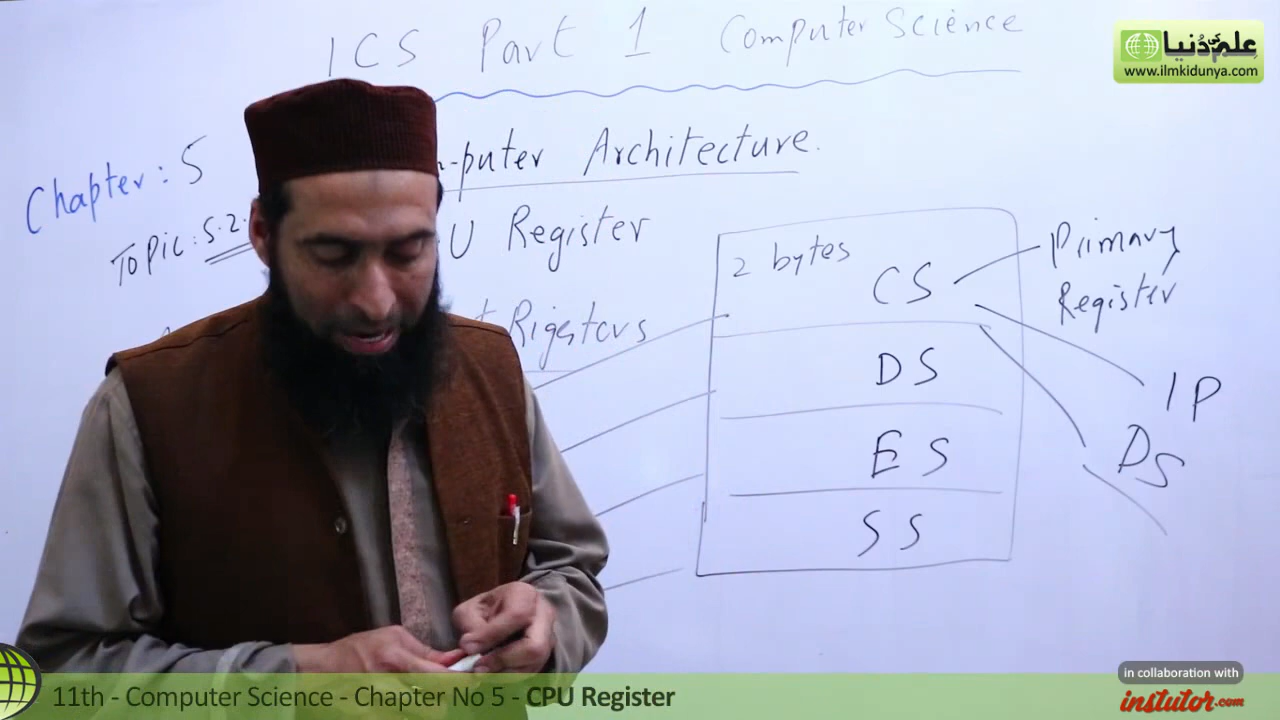 ICS Part 1 Computer Science
علم کی دُنیا
www.ilmkidunya.com
Chapter: 5
-puter Architecture.
Topic: 5.2.
U Register
t Rigestors
2 bytes
CS
DS
ES
SS
Primary
Register
IP
DS
in collaboration with
instutor.com
11th - Computer Science - Chapter No 5 - CPU Register